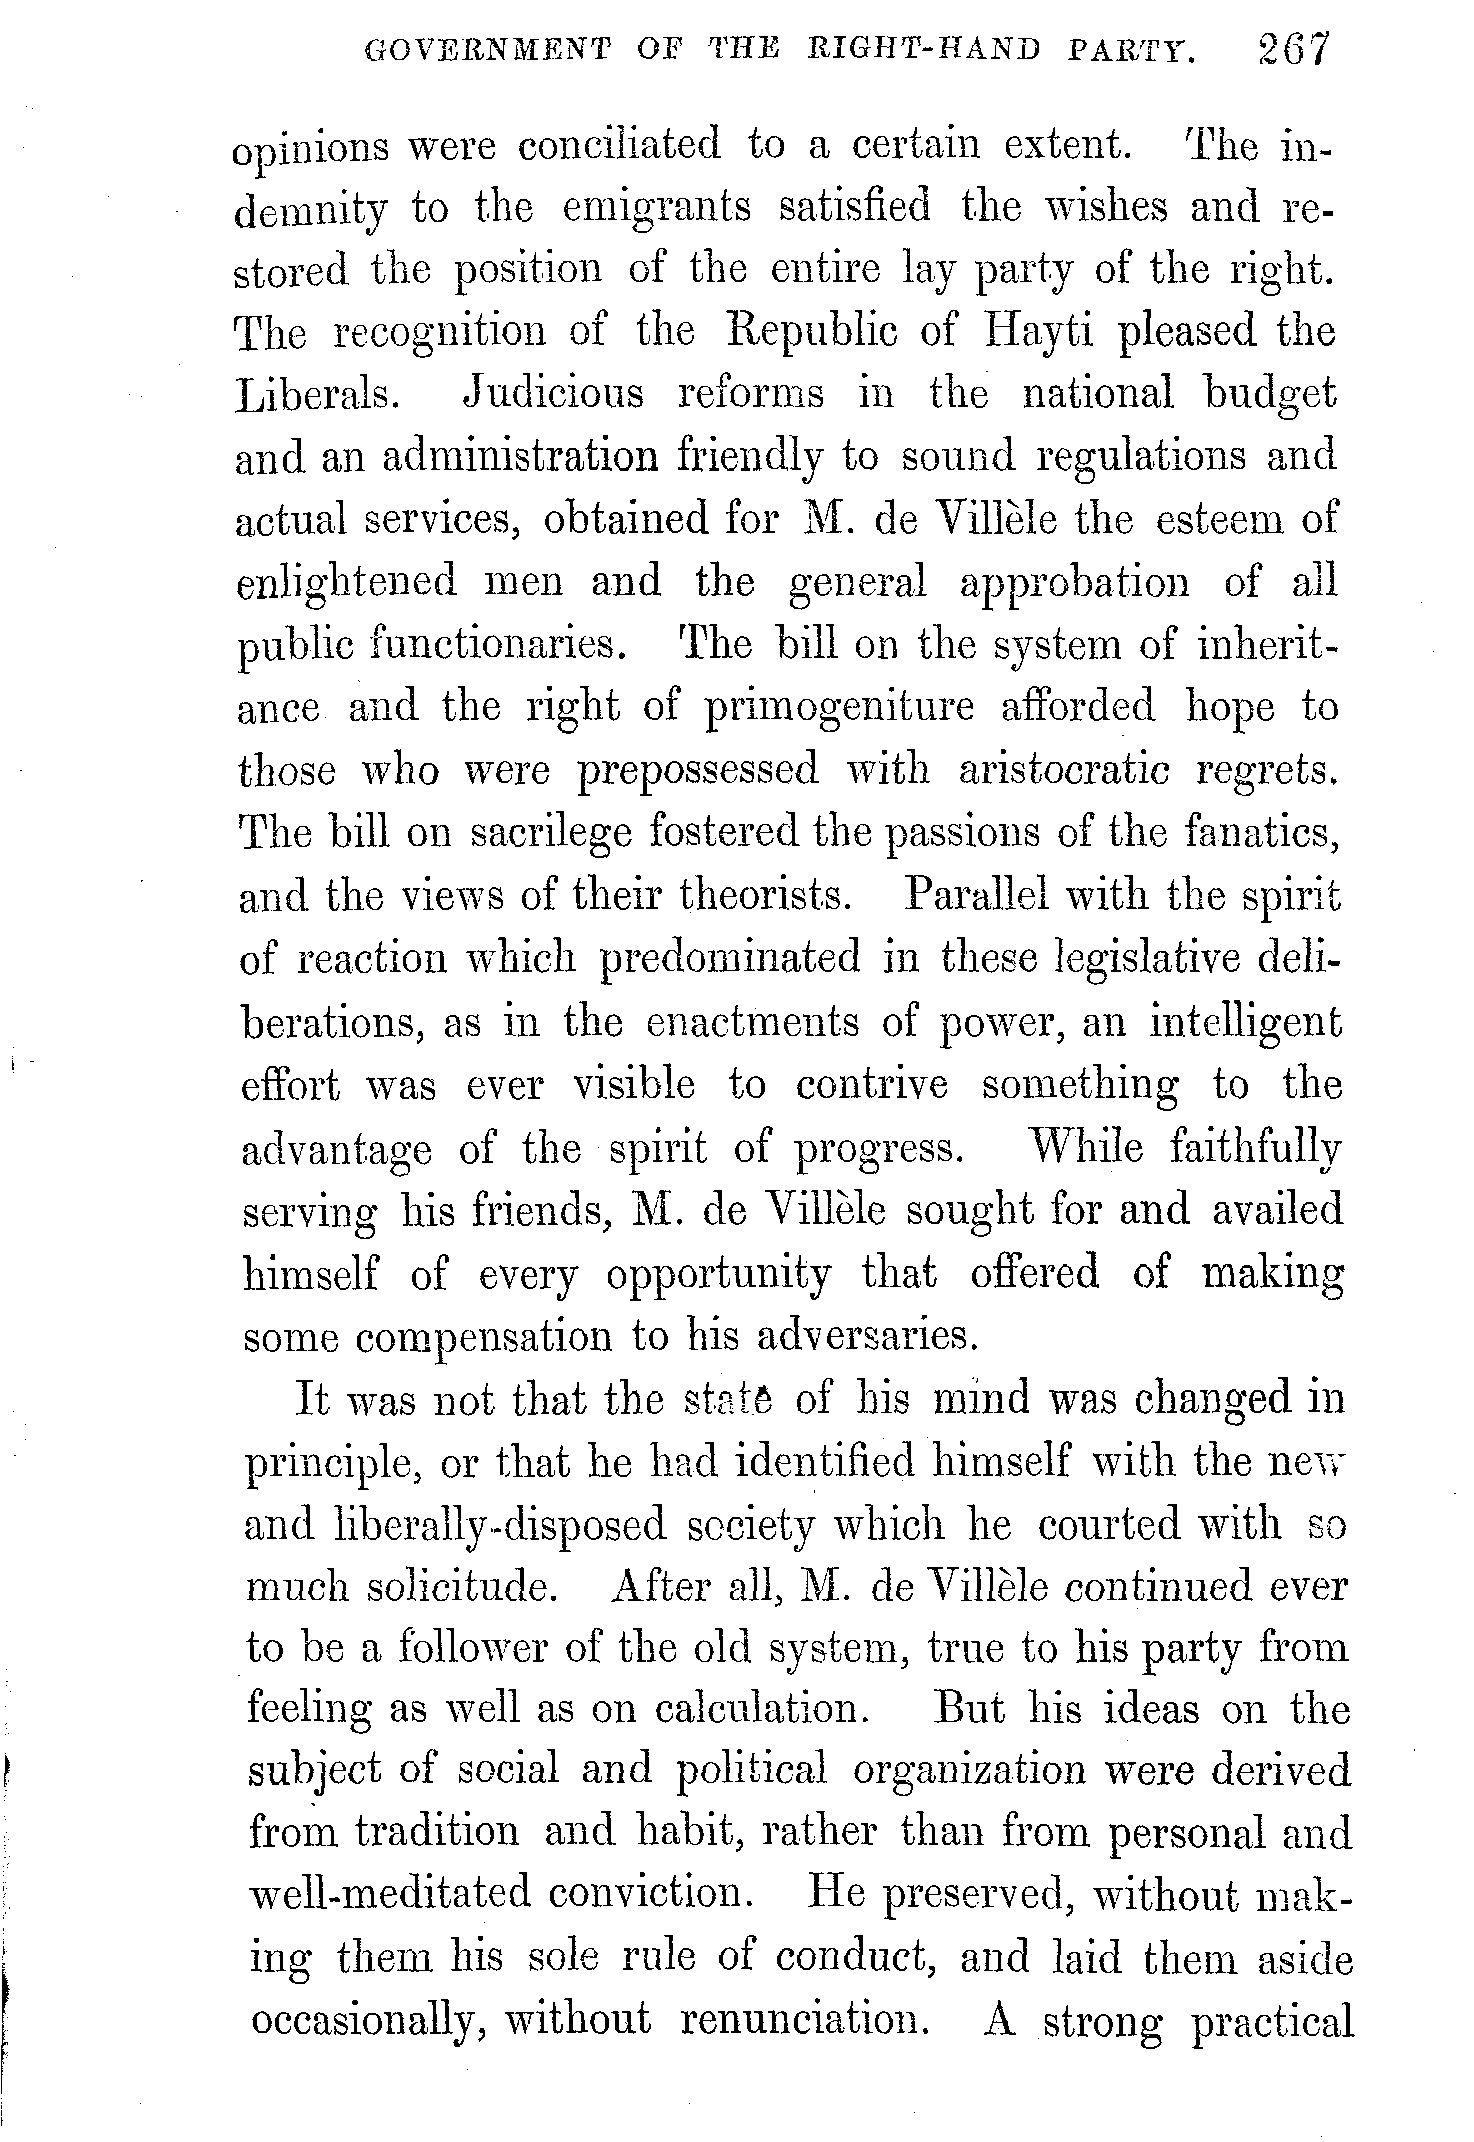 GOVERNMENT OF THE RIGHT-HAND PARTY. 267
opinions were conciliated to a certain extent. The in-
demnity to the emigrants satisfied the wishes and re-
stored the position of the entire lay party of the right.
The recognition of the Republic of Hayti pleased the
Liberals. Judicious reforms in the national budget
and an administration friendly to sound regulations and
actual services, obtained for M. de Villèle the esteem of
enlightened men and the general approbation of all
public functionaries. The bill on the system of inherit-
ance and the right of primogeniture afforded hope to
those who were prepossessed with aristocratic regrets.
The bill on sacrilege fostered the passions of the fanatics,
and the views of their theorists. Parallel with the spirit
of reaction which predominated in these legislative deli-
berations, as in the enactments of power, an intelligent
effort was ever visible to contrive something to the
advantage of the spirit of progress. While faithfully
serving his friends, M. de Villèle sought for and availed
himself of every opportunity that offered of making
some compensation to his adversaries.
It was not that the state of his mind was changed in
principle, or that he had identified himself with the new
and liberally-disposed society which he courted with so
much solicitude. After all, M. de Villèle continued ever
to be a follower of the old system, true to his party from
feeling as well as on calculation. But his ideas on the
subject of social and political organization were derived
from tradition and habit, rather than from personal and
well-meditated conviction. He preserved, without mak-
ing them his sole rule of conduct, and laid them aside
occasionally, without renunciation. A strong practical